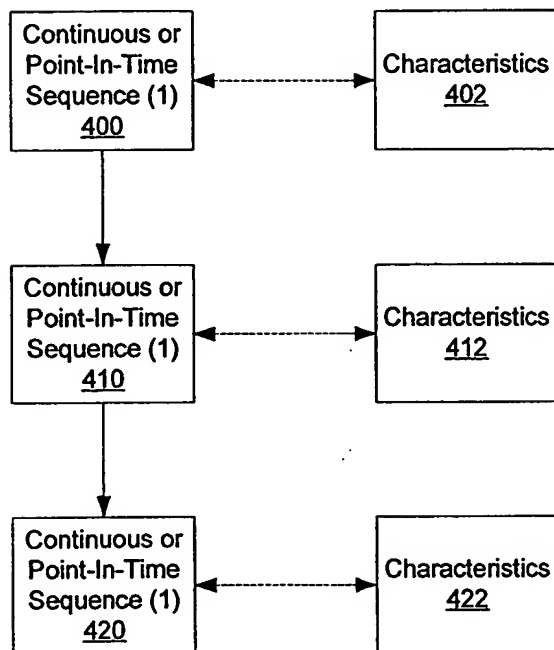 Continuous or
Point-In-Time
Sequence (1)
400
Characteristics
402
Continuous or
Point-In-Time
Sequence (1)
410
Characteristics
412
Continuous or
Point-In-Time
Sequence (1)
420
Characteristics
422